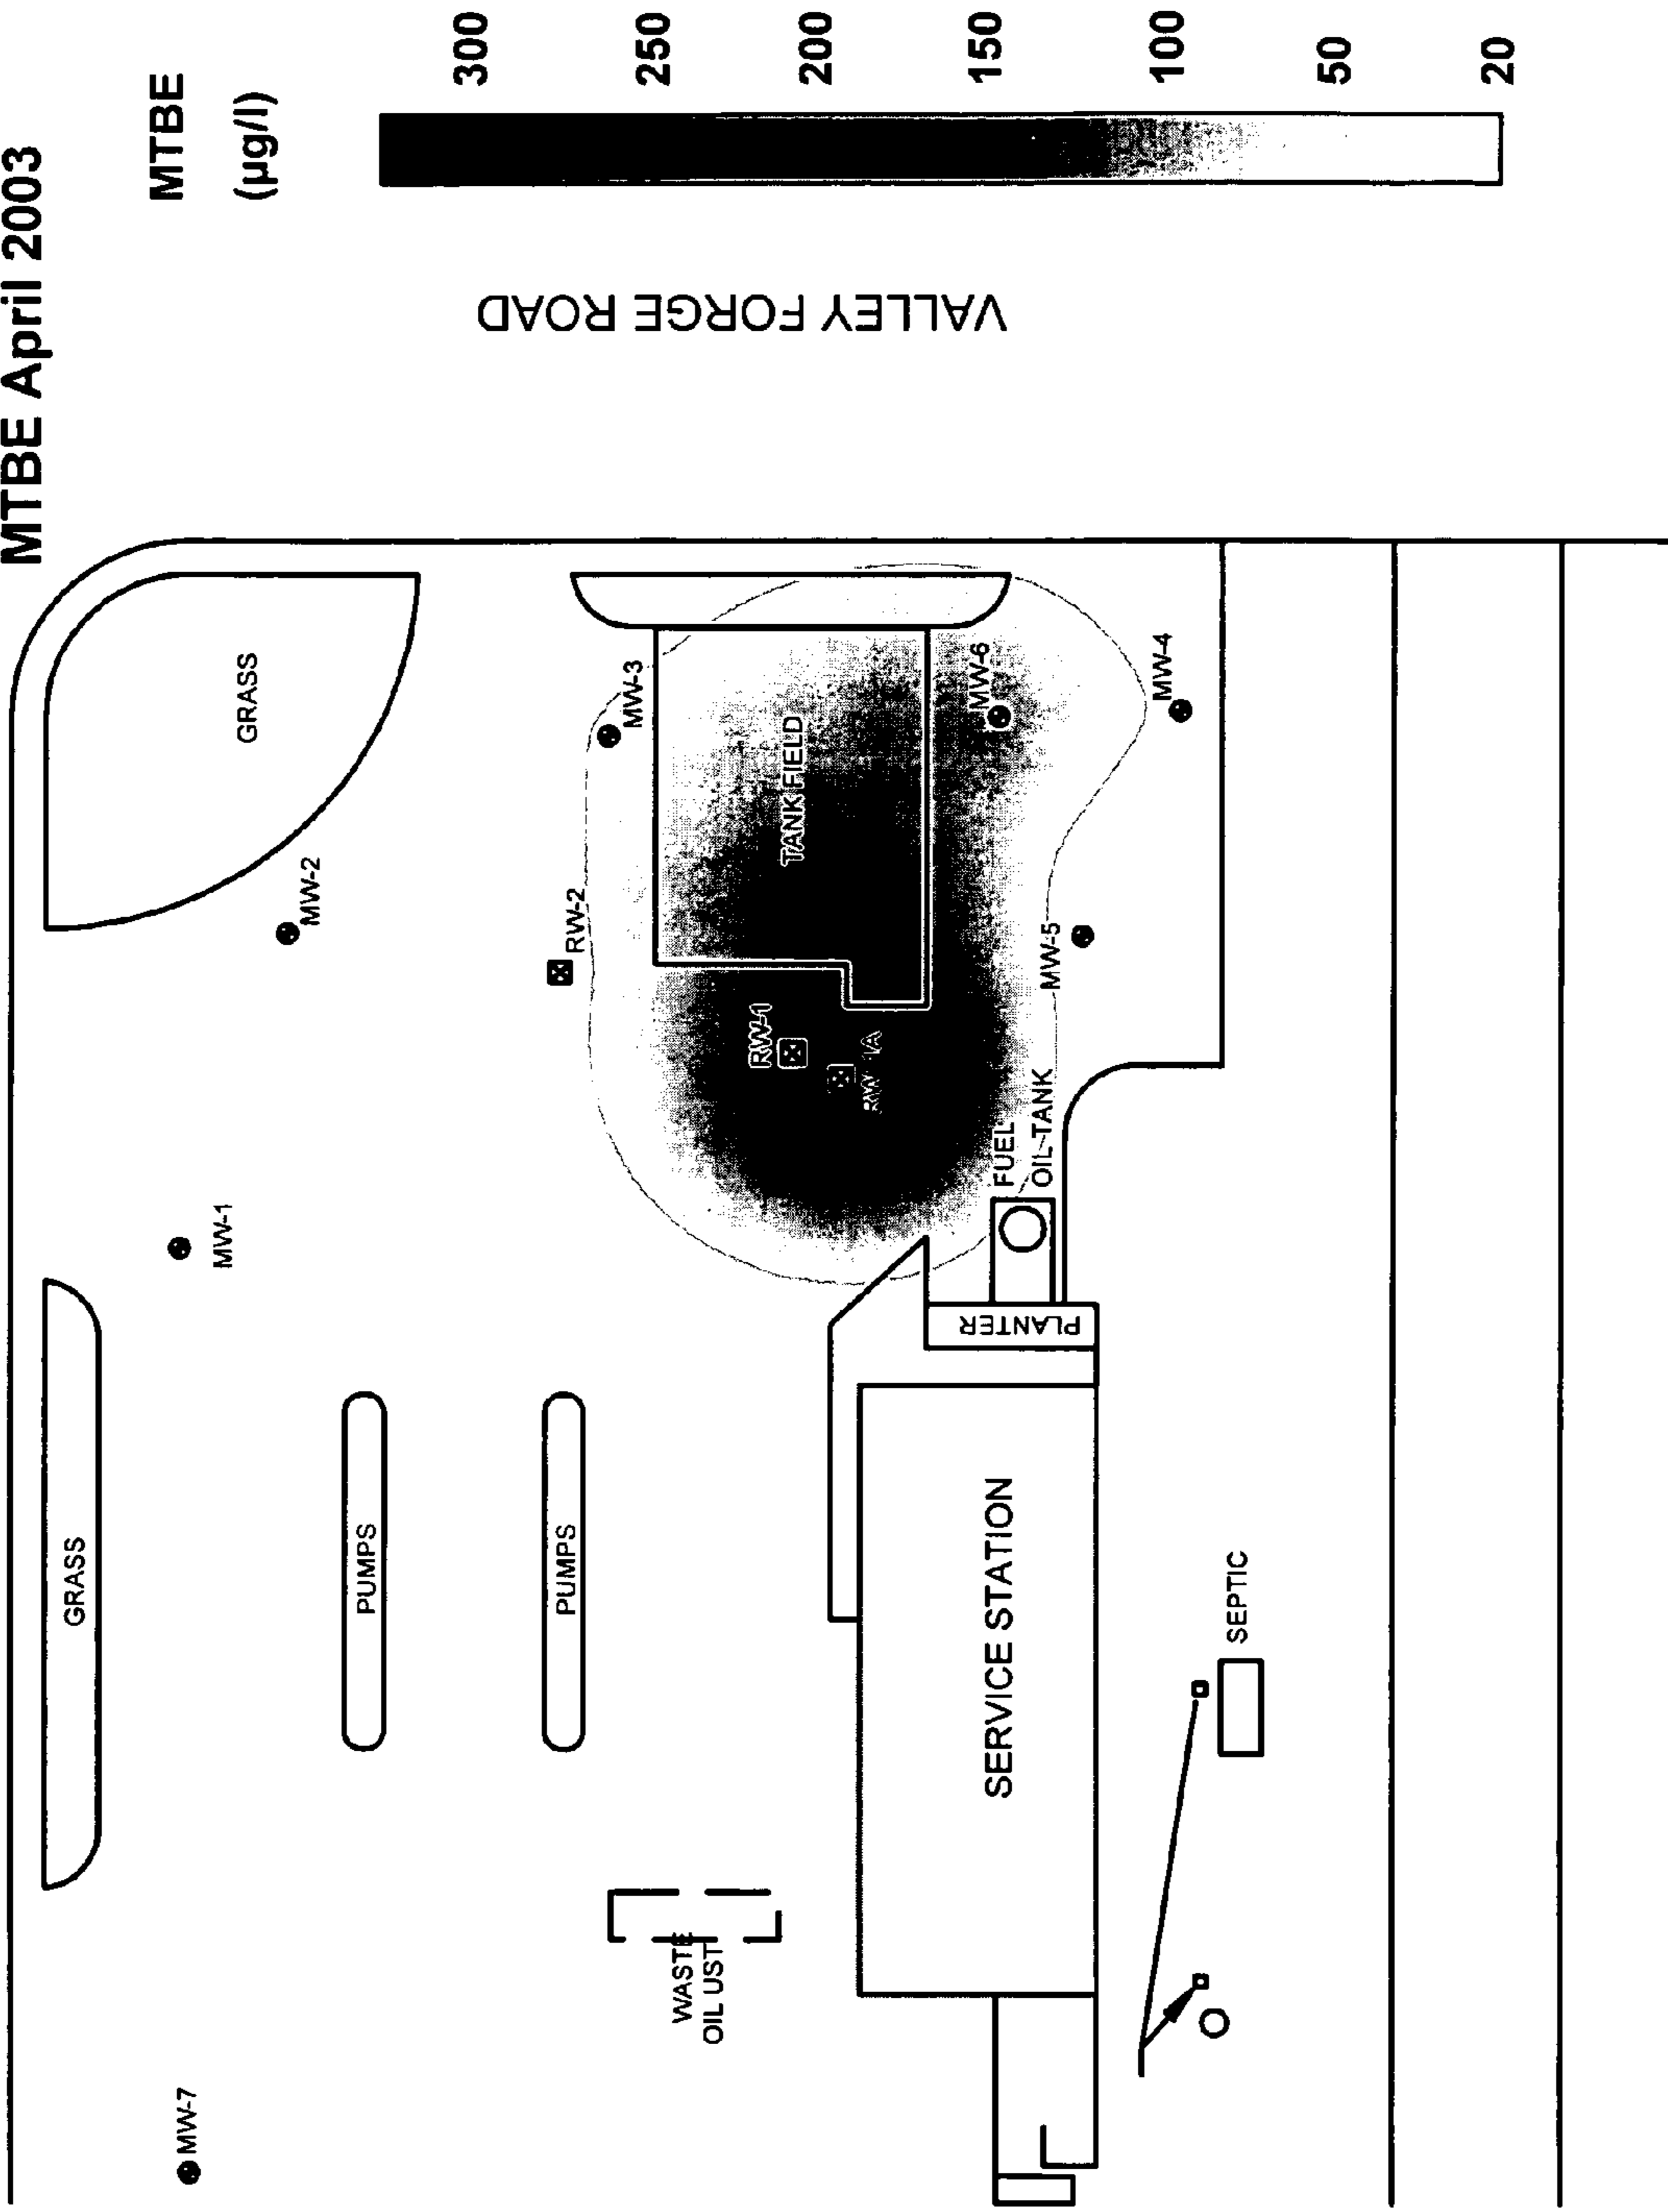 MTBE April 2003
MTBE
(µg/l)
300
250
200
150
100
50
20
VALLEY FORGE ROAD
GRASS
MW-2
MW-3
RW-2
TANK FIELD
MW-6
MW-4
MW-5
RW-1
RW-1A
FUEL
OIL TANK
MW-1
PLANTER
GRASS
PUMPS
PUMPS
SERVICE STATION
SEPTIC
WASTE
OIL UST
MW-7